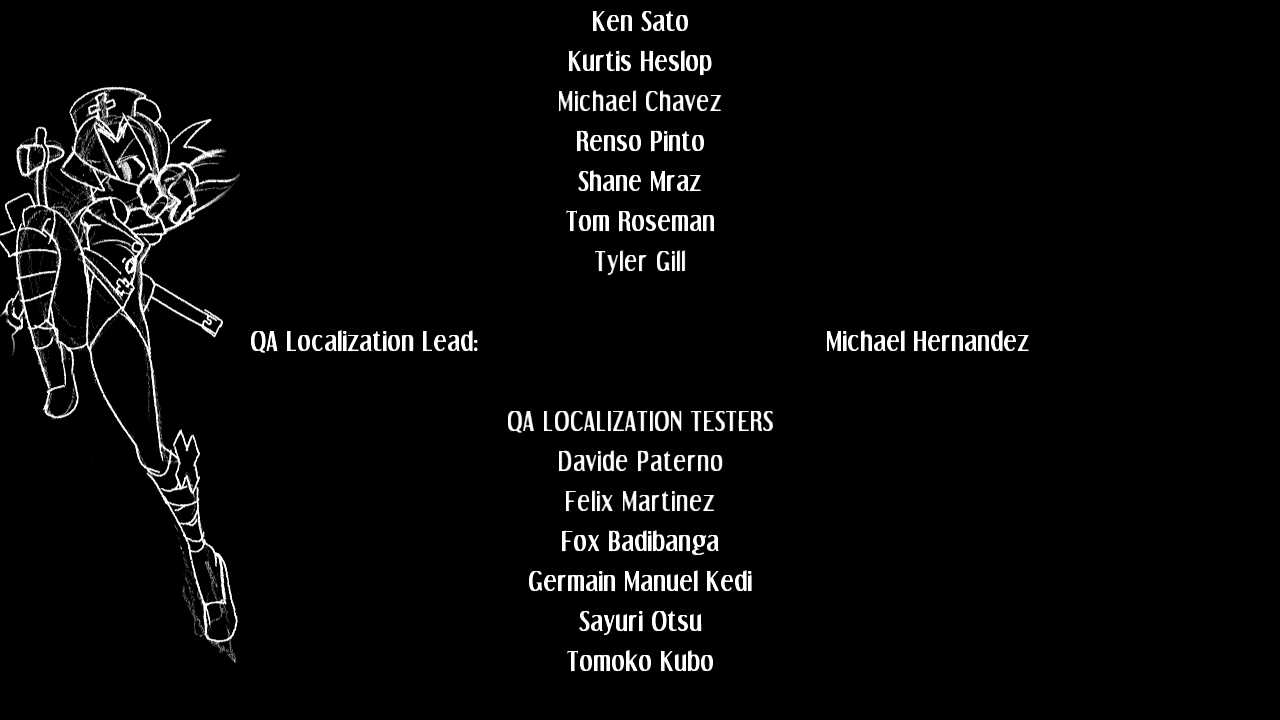 Ken Sato
Kurtis Heslop
Michael Chavez
Renso Pinto
Shane Mraz
Tom Roseman
Tyler Gill
QA Localization Lead: Michael Hernandez
QA LOCALIZATION TESTERS
Davide Paterno
Felix Martinez
Fox Badibanga
Germain Manuel Kedi
Sayuri Otsu
Tomoko Kubo